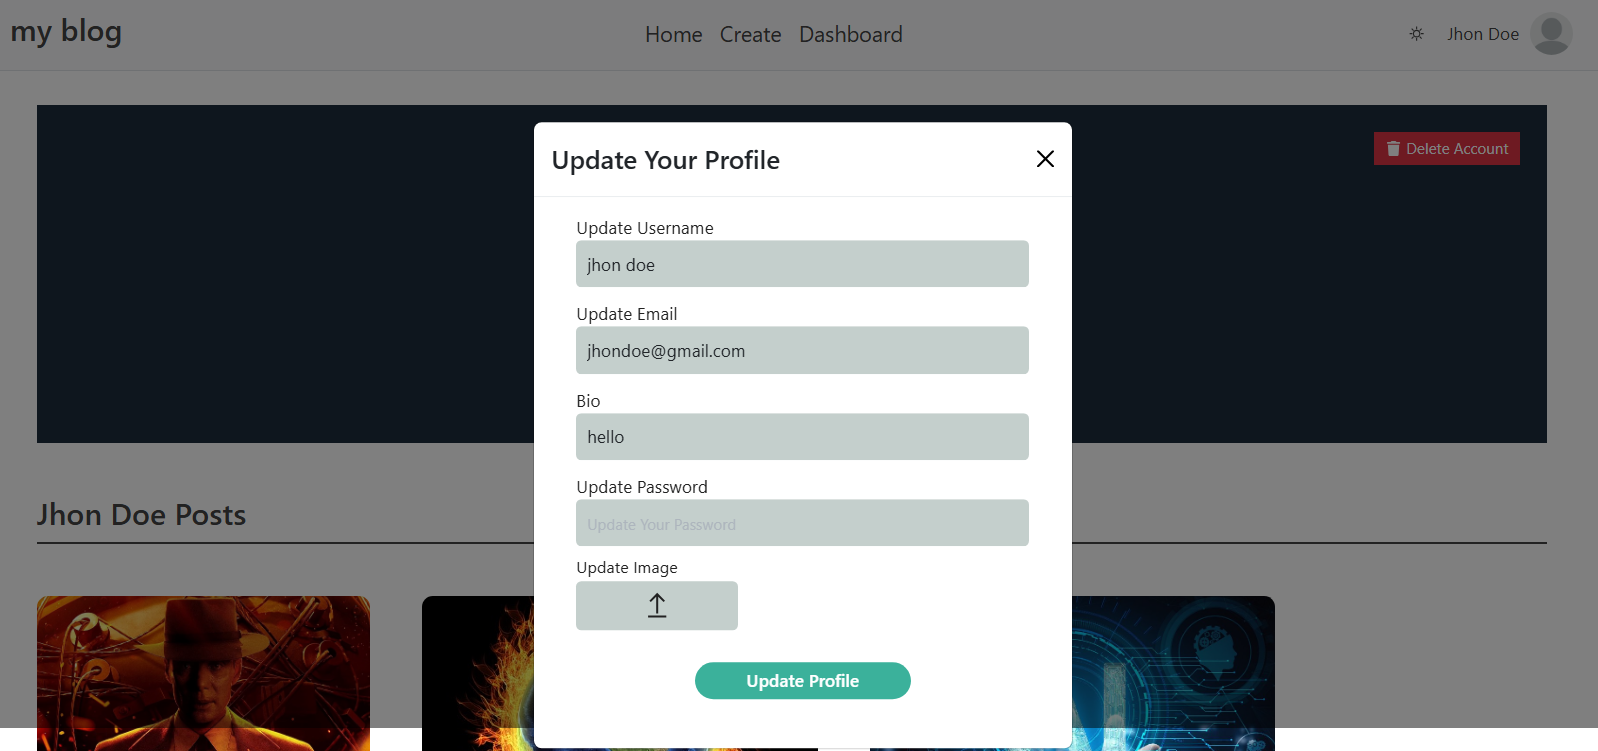 my blog
Home Create Dashboard
Jhon Doe
Delete Account
Update Your Profile
Update Username
jhon doe
Update Email
jhondoe@gmail.com
Bio
hello
Update Password
Update Your Password
Update Image
Update Profile
Jhon Doe Posts